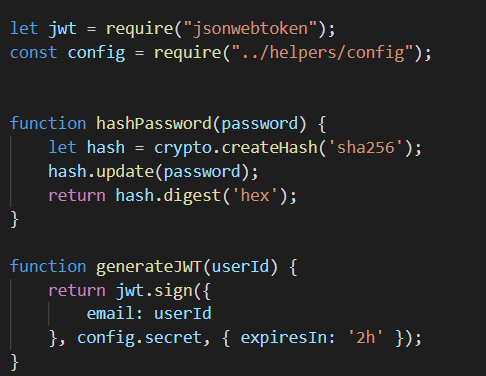 let jwt = require("jsonwebtoken");
const config = require("../helpers/config");
function hashPassword(password) {
    let hash = crypto.createHash('sha256');
    hash.update(password);
    return hash.digest('hex');
}
function generateJWT(userId) {
    return jwt.sign({
        email: userId
    }, config.secret, { expiresIn: '2h' });
}